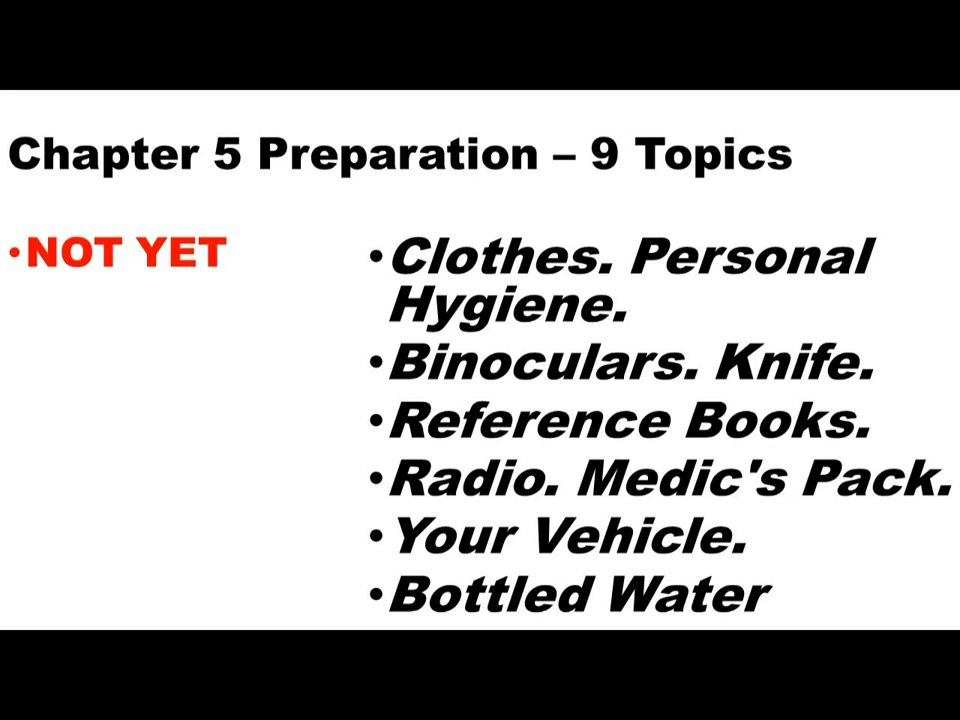 Chapter 5 Preparation – 9 Topics
• NOT YET
• Clothes. Personal
Hygiene.
• Binoculars. Knife.
• Reference Books.
• Radio. Medic's Pack.
• Your Vehicle.
• Bottled Water